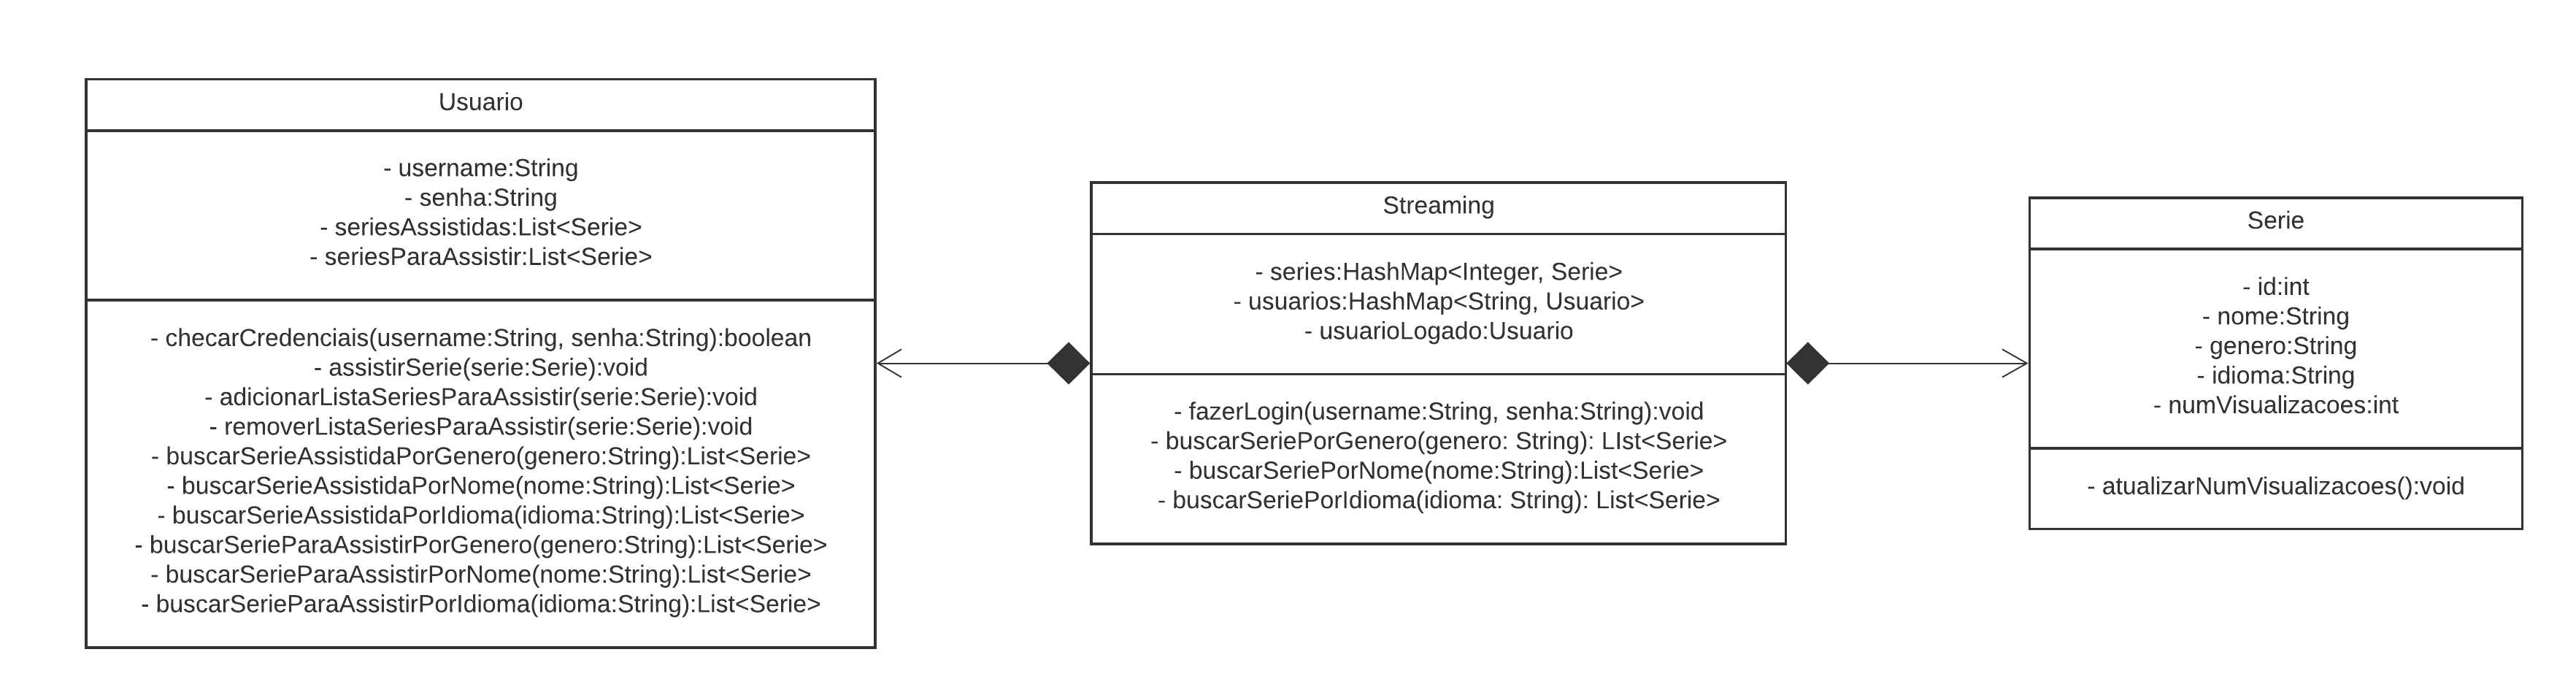 Usuario
- username:String
- senha:String
- seriesAssistidas:List<Serie>
- seriesParaAssistir:List<Serie>
- checarCredenciais(username:String, senha:String):boolean
- assistirSerie(serie:Serie):void
- adicionarListaSeriesParaAssistir(serie:Serie):void
- removerListaSeriesParaAssistir(serie:Serie):void
- buscarSerieAssistidaPorGenero(genero:String):List<Serie>
- buscarSerieAssistidaPorNome(nome:String):List<Serie>
- buscarSerieAssistidaPorIdioma(idioma:String):List<Serie>
- buscarSerieParaAssistirPorGenero(genero:String):List<Serie>
- buscarSerieParaAssistirPorNome(nome:String):List<Serie>
- buscarSerieParaAssistirPorIdioma(idioma:String):List<Serie>
Streaming
- series:HashMap<Integer, Serie>
- usuarios:HashMap<String, Usuario>
- usuarioLogado:Usuario
- fazerLogin(username:String, senha:String):void
- buscarSeriePorGenero(genero: String): LIst<Serie>
- buscarSeriePorNome(nome:String):List<Serie>
- buscarSeriePorIdioma(idioma: String): List<Serie>
Serie
- id:int
- nome:String
- genero:String
- idioma:String
- numVisualizacoes:int
- atualizarNumVisualizacoes():void